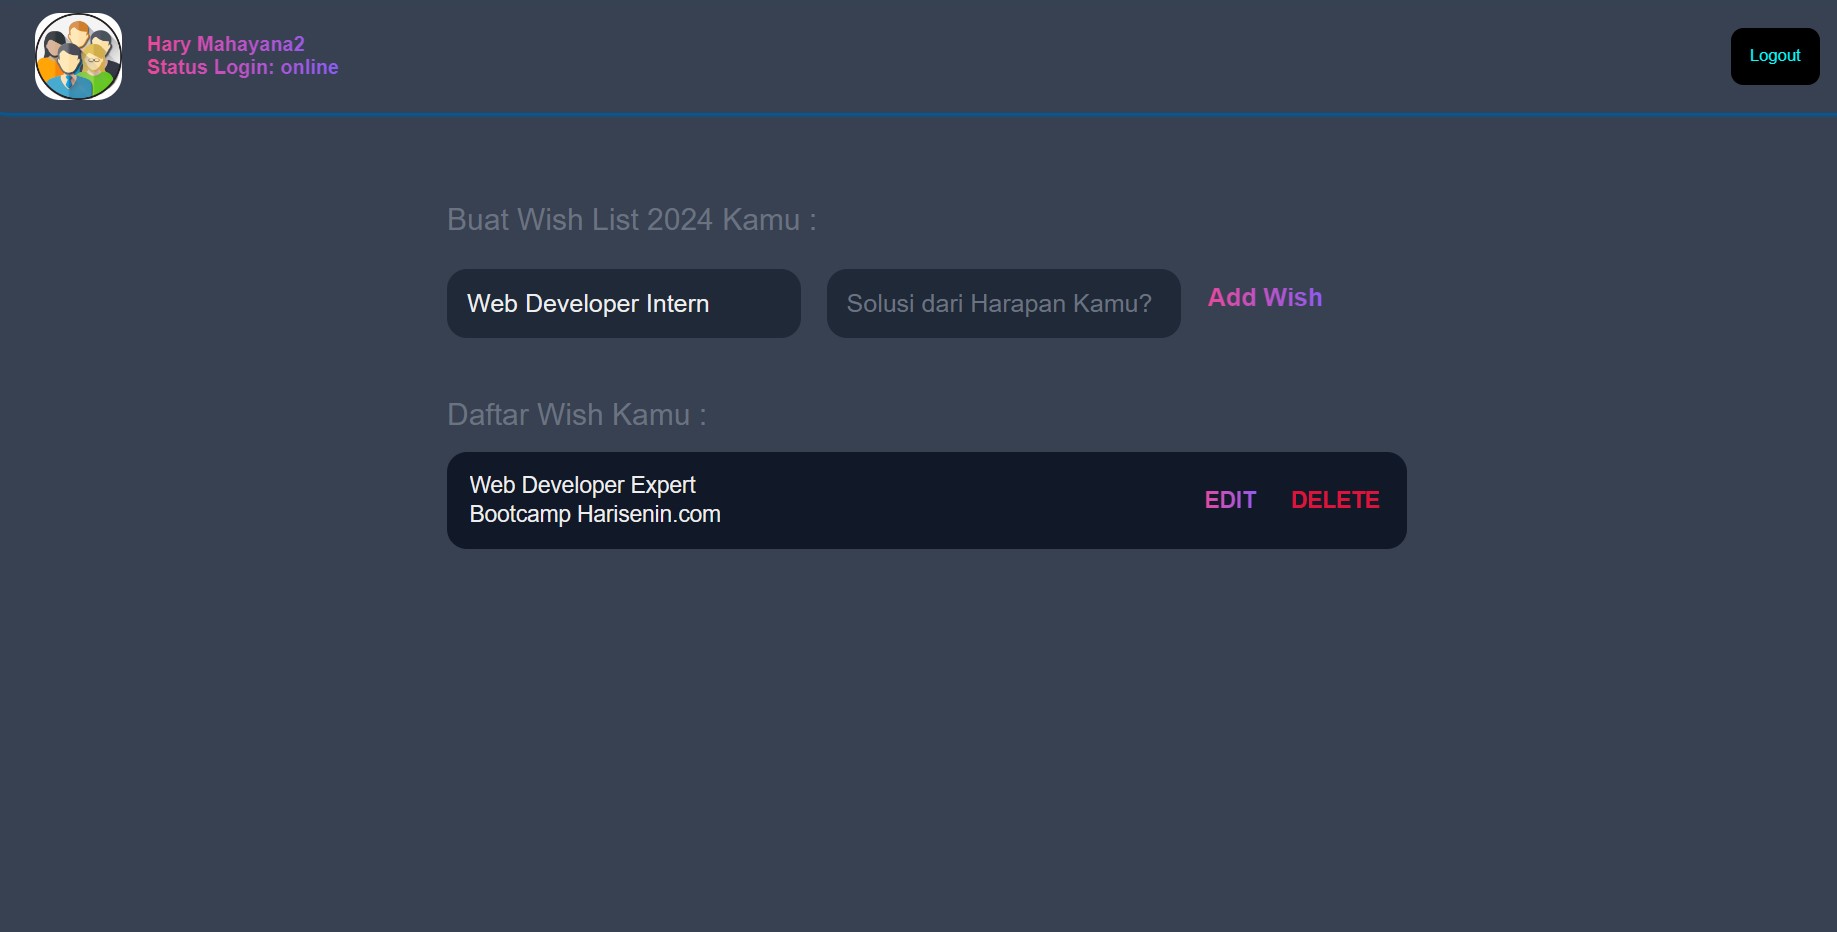 Hary Mahayana2
Status Login: online
Logout
Buat Wish List 2024 Kamu :
Web Developer Intern
Solusi dari Harapan Kamu?
Add Wish
Daftar Wish Kamu :
Web Developer Expert
Bootcamp Harisenin.com
EDIT
DELETE